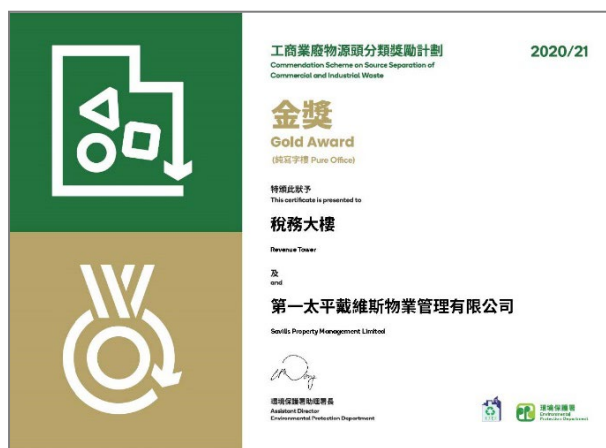 工商業廢物源頭分類獎勵計劃
2020/21
Commendation Scheme on Source Separation of
Commercial and Industrial Waste
金獎
Gold Award
(純寫字樓 Pure Office)
特頒此狀予
This certificate is presented to
稅務大樓
Revenue Tower
及
and
第一太平戴維斯物業管理有限公司
Savills Property Management Limited
環境保護署助理署長
Assistant Director
Environmental Protection Department
環境保護署
Environmental
Protection Department